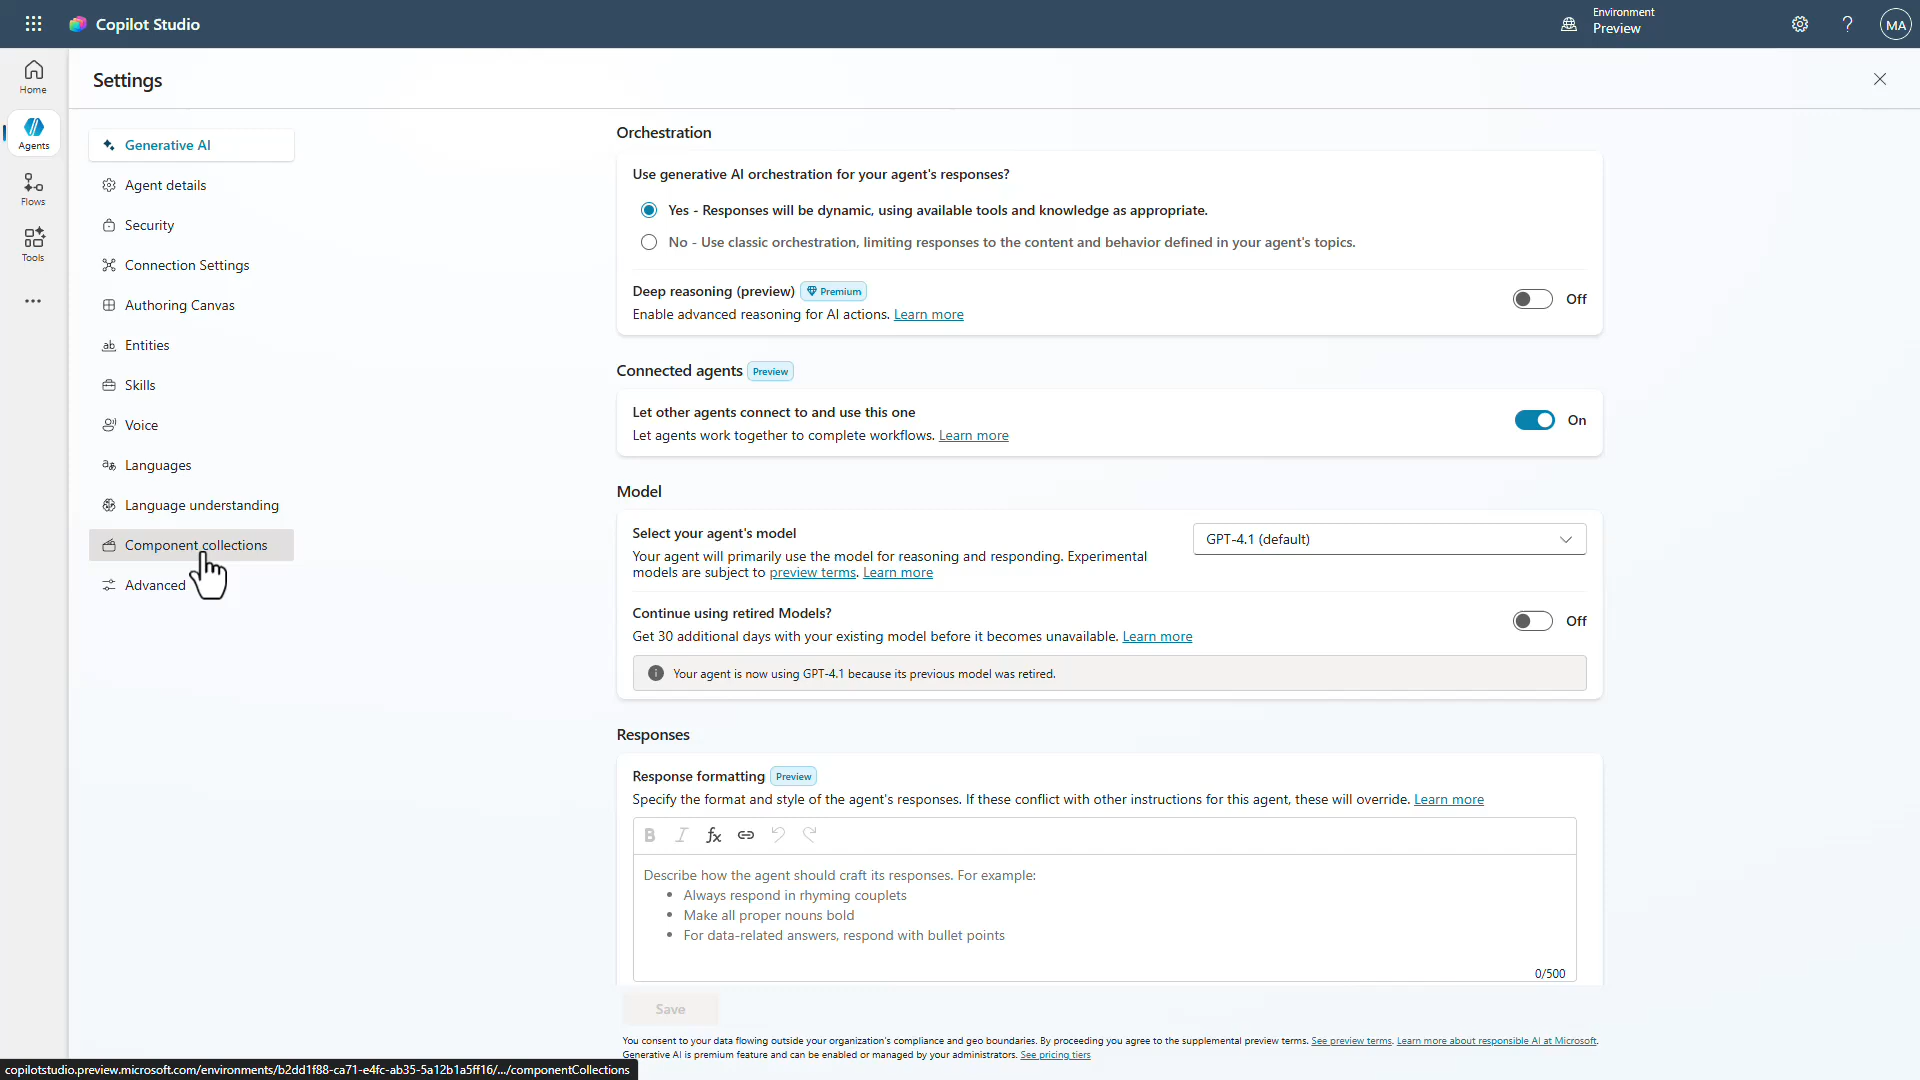 Copilot Studio
Environment
Preview
MA
Home
Agents
Flows
Tools
Settings
Generative AI
Agent details
Security
Connection Settings
Authoring Canvas
Entities
Skills
Voice
Languages
Language understanding
Component collections
Advanced
Orchestration
Use generative AI orchestration for your agent's responses?
Yes - Responses will be dynamic, using available tools and knowledge as appropriate.
No - Use classic orchestration, limiting responses to the content and behavior defined in your agent's topics.
Deep reasoning (preview) Premium
Enable advanced reasoning for AI actions. Learn more
Off
Connected agents Preview
Let other agents connect to and use this one
Let agents work together to complete workflows. Learn more
On
Model
Select your agent's model
Your agent will primarily use the model for reasoning and responding. Experimental
models are subject to preview terms. Learn more
GPT-4.1 (default)
Continue using retired Models?
Get 30 additional days with your existing model before it becomes unavailable. Learn more
Off
Your agent is now using GPT-4.1 because its previous model was retired.
Responses
Response formatting Preview
Specify the format and style of the agent's responses. If these conflict with other instructions for this agent, these will override. Learn more
B I fx
Describe how the agent should craft its responses. For example:
• Always respond in rhyming couplets
• Make all proper nouns bold
• For data-related answers, respond with bullet points
0/500
Save
You consent to your data flowing outside your organization's compliance and geo boundaries. By proceeding you agree to the supplemental preview terms. See preview terms. Learn more about responsible AI at Microsoft.
Generative AI is premium feature and can be enabled or managed by your administrators. See pricing tiers
copilotstudio.preview.microsoft.com/environments/b2dd1f88-ca71-e4fc-ab35-5a12b1a5ff16/.../componentCollections